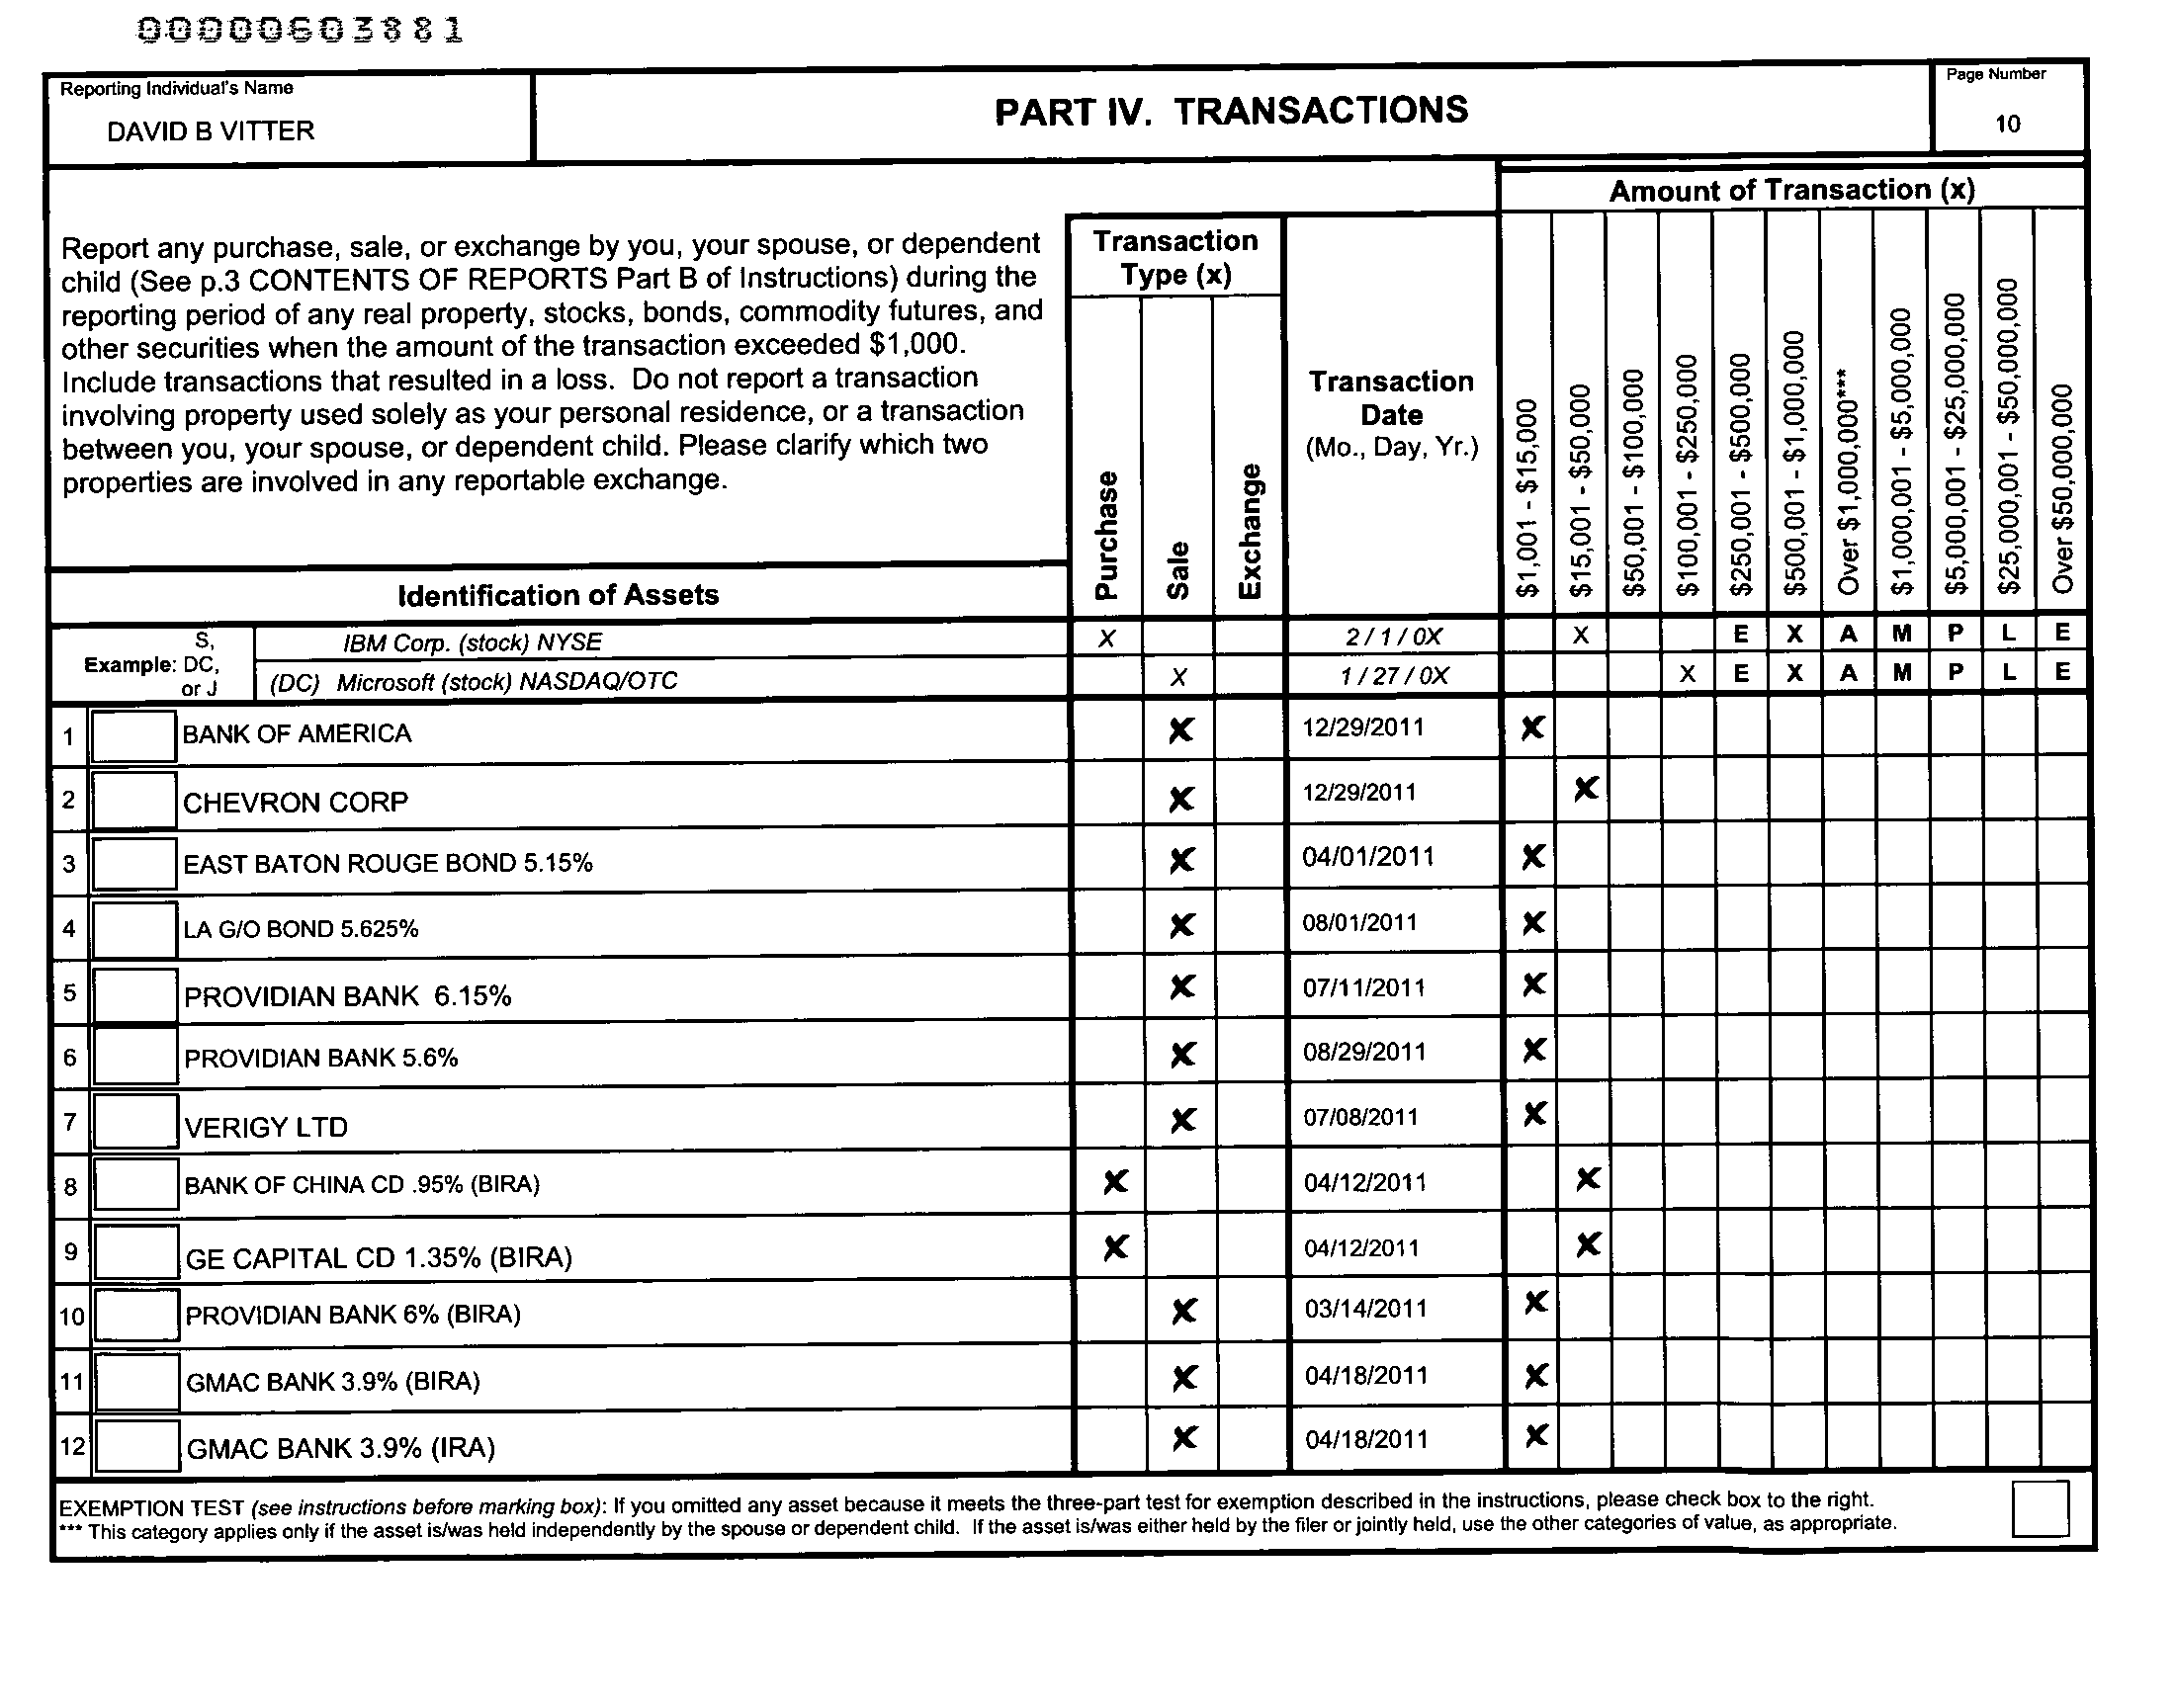 00000603881
Reporting Individual's Name
DAVID B VITTER
PART IV. TRANSACTIONS
Page Number
10
Amount of Transaction (x)
Report any purchase, sale, or exchange by you, your spouse, or dependent
child (See p.3 CONTENTS OF REPORTS Part B of Instructions) during the
reporting period of any real property, stocks, bonds, commodity futures, and
other securities when the amount of the transaction exceeded $1,000.
Include transactions that resulted in a loss. Do not report a transaction
involving property used solely as your personal residence, or a transaction
between you, your spouse, or dependent child. Please clarify which two
properties are involved in any reportable exchange.
Transaction
Type (x)
Purchase
Sale
Exchange
Transaction
Date
(Mo., Day, Yr.)
$1,001 - $15,000
$15,001 - $50,000
$50,001 - $100,000
$100,001 - $250,000
$250,001 - $500,000
$500,001 - $1,000,000
Over $1,000,000***
$1,000,001 - $5,000,000
$5,000,001 - $25,000,000
$25,000,001 - $50,000,000
Over $50,000,000
Identification of Assets
Example: S, DC, or J
IBM Corp. (stock) NYSE X 2 / 1 / 0X X E X A M P L E
(DC) Microsoft (stock) NASDAQ/OTC X 1 / 27 / 0X X E X A M P L E
1 BANK OF AMERICA X 12/29/2011 X
2 CHEVRON CORP X 12/29/2011 X
3 EAST BATON ROUGE BOND 5.15% X 04/01/2011 X
4 LA G/O BOND 5.625% X 08/01/2011 X
5 PROVIDIAN BANK 6.15% X 07/11/2011 X
6 PROVIDIAN BANK 5.6% X 08/29/2011 X
7 VERIGY LTD X 07/08/2011 X
8 BANK OF CHINA CD .95% (BIRA) X 04/12/2011 X
9 GE CAPITAL CD 1.35% (BIRA) X 04/12/2011 X
10 PROVIDIAN BANK 6% (BIRA) X 03/14/2011 X
11 GMAC BANK 3.9% (BIRA) X 04/18/2011 X
12 GMAC BANK 3.9% (IRA) X 04/18/2011 X
EXEMPTION TEST (see instructions before marking box): If you omitted any asset because it meets the three-part test for exemption described in the instructions, please check box to the right.
*** This category applies only if the asset is/was held independently by the spouse or dependent child. If the asset is/was either held by the filer or jointly held, use the other categories of value, as appropriate.